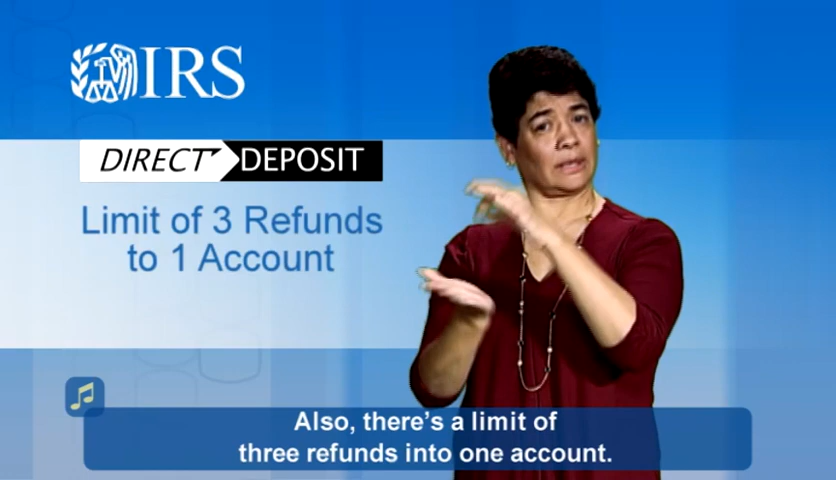 IRS
DIRECT DEPOSIT
Limit of 3 Refunds
to 1 Account
Also, there's a limit of
three refunds into one account.